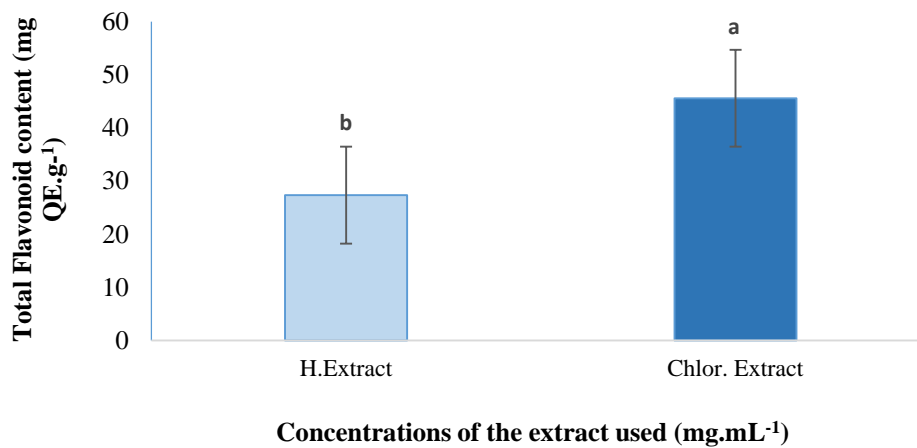 Total Flavonoid content (mg
QE.g-¹)
60
50
40
30
20
10
0
b
a
H.Extract
Chlor. Extract
Concentrations of the extract used (mg.mL⁻¹)